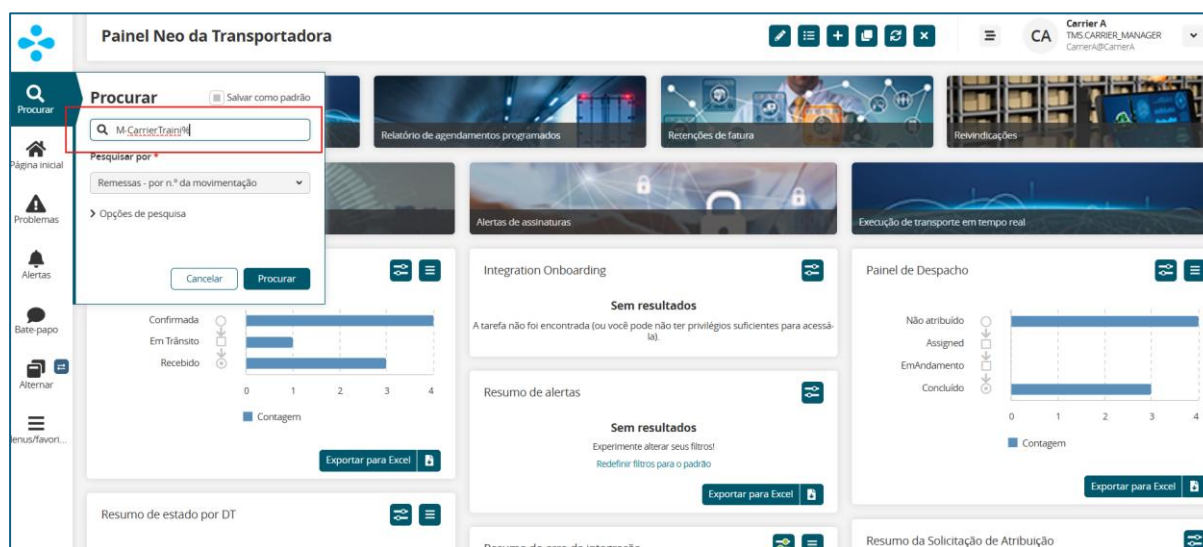 Painel Neo da Transportadora
CA
Carrier A
TMS.CARRIER_MANAGER
CarrierA@CarrierA
Procurar
Página inicial
Problemas
Alertas
Bate-papo
Alternar
enus/favori...
Procurar
Salvar como padrão
M-CarrierTraini%
Pesquisar por *
Remessas - por n.º da movimentação
Opções de pesquisa
Cancelar
Procurar
Relatório de agendamentos programados
Retenções de fatura
Reivindicações
Alertas de assinaturas
Execução de transporte em tempo real
Confirmada
Em Trânsito
Recebido
0 1 2 3 4
Contagem
Exportar para Excel
Resumo de estado por DT
Integration Onboarding
Sem resultados
A tarefa não foi encontrada (ou você pode não ter privilégios suficientes para acessá-
la).
Resumo de alertas
Sem resultados
Experimente alterar seus filtros!
Redefinir filtros para o padrão
Exportar para Excel
Painel de Despacho
Não atribuído
Assigned
EmAndamento
Concluído
0 1 2 3 4
Contagem
Exportar para Excel
Resumo da Solicitação de Atribuição